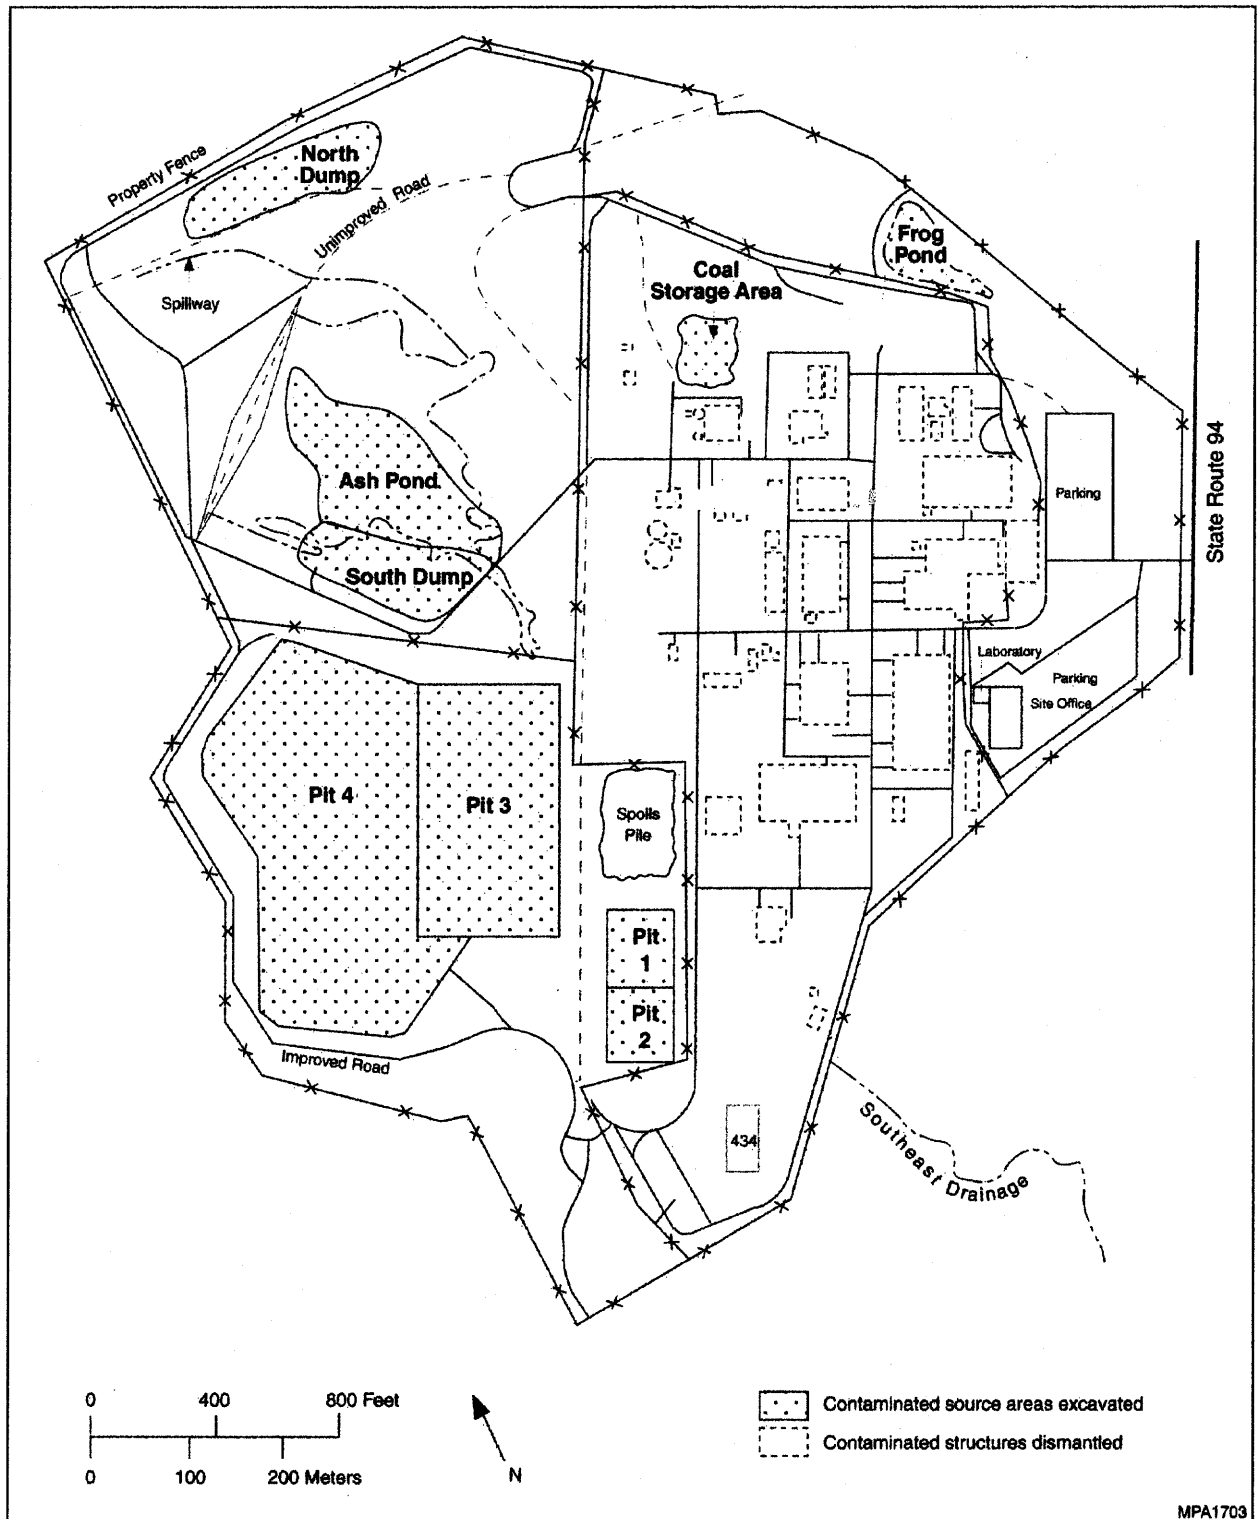 Property Fence
North
Dump
Unimproved Road
Spillway
Frog
Pond
Coal
Storage Area
State Route 94
Ash Pond
Parking
South Dump
Laboratory
Parking
Site Office
Pit 4
Pit 3
Spoils
Pile
Pit
1
Pit
2
Improved Road
434
Southeast Drainage
0 400 800 Feet
0 100 200 Meters
N
Contaminated source areas excavated
Contaminated structures dismantled
MPA1703